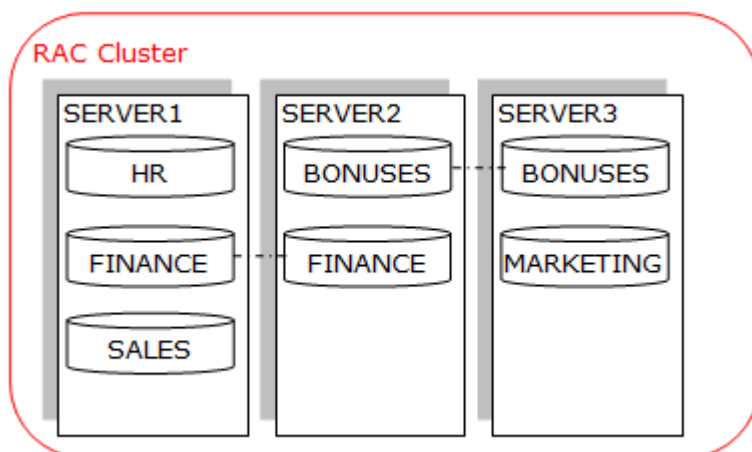 RAC Cluster
SERVER1
HR
FINANCE
SALES
SERVER2
BONUSES
FINANCE
SERVER3
BONUSES
MARKETING